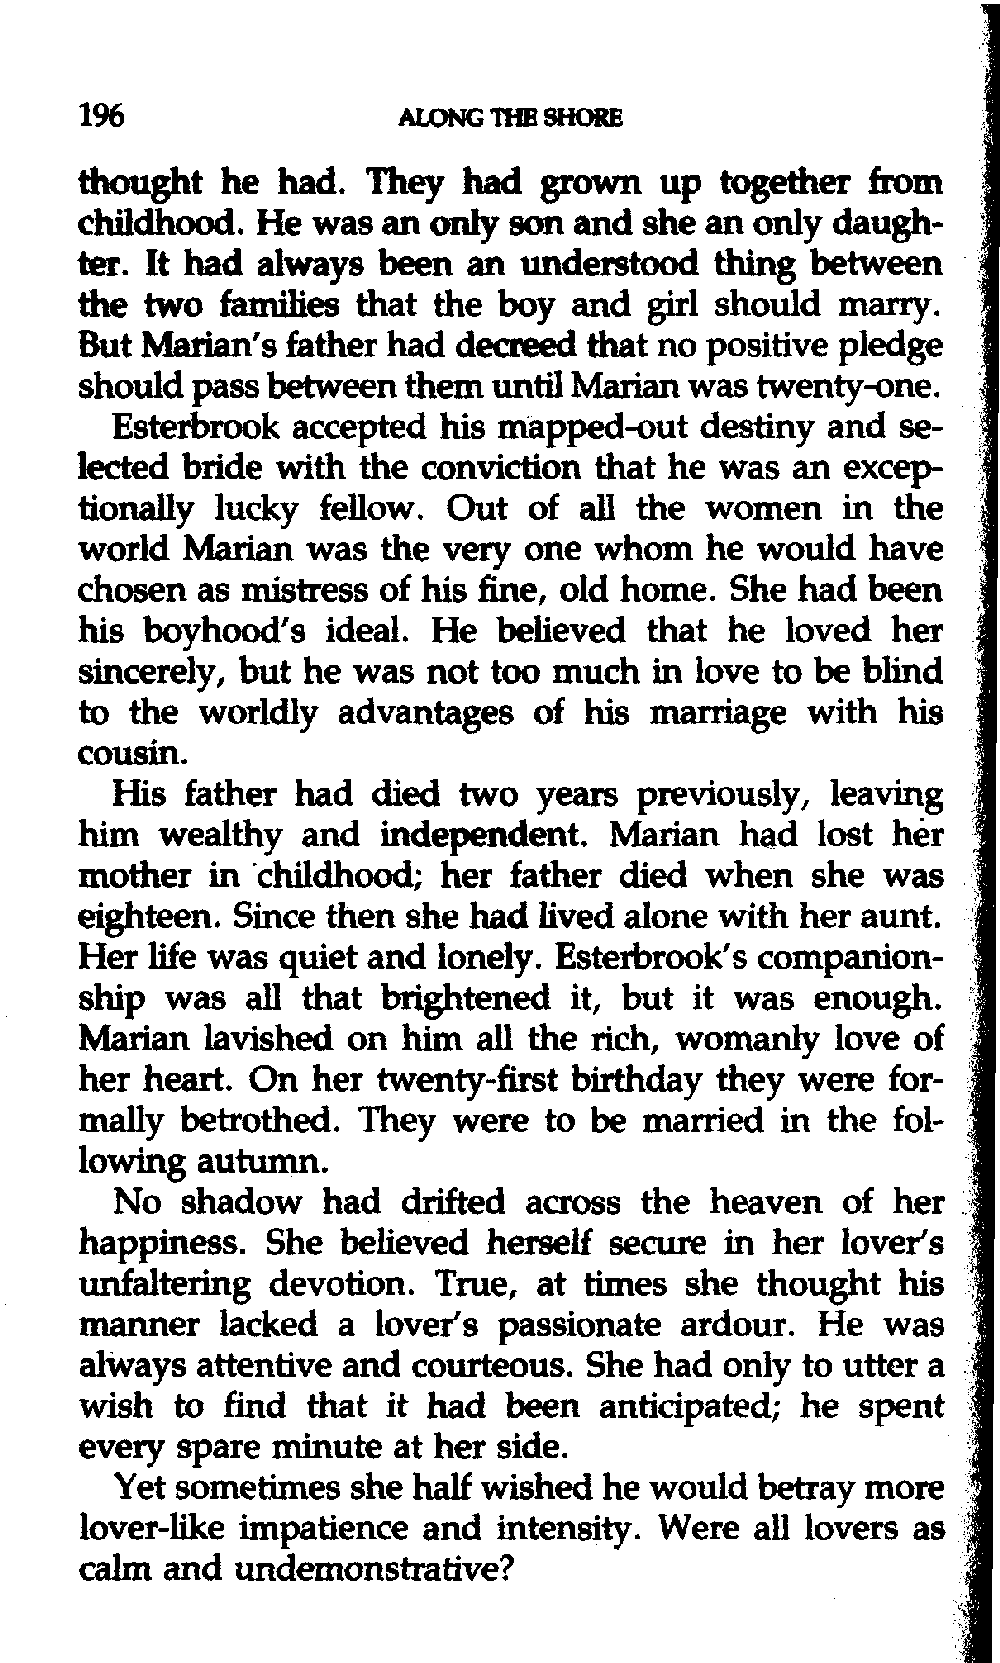 196 ALONG THE SHORE
thought he had. They had grown up together from
childhood. He was an only son and she an only daugh-
ter. It had always been an understood thing between
the two families that the boy and girl should marry.
But Marian's father had decreed that no positive pledge
should pass between them until Marian was twenty-one.
Esterbrook accepted his mapped-out destiny and se-
lected bride with the conviction that he was an excep-
tionally lucky fellow. Out of all the women in the
world Marian was the very one whom he would have
chosen as mistress of his fine, old home. She had been
his boyhood's ideal. He believed that he loved her
sincerely, but he was not too much in love to be blind
to the worldly advantages of his marriage with his
cousin.
His father had died two years previously, leaving
him wealthy and independent. Marian had lost her
mother in childhood; her father died when she was
eighteen. Since then she had lived alone with her aunt.
Her life was quiet and lonely. Esterbrook's companion-
ship was all that brightened it, but it was enough.
Marian lavished on him all the rich, womanly love of
her heart. On her twenty-first birthday they were for-
mally betrothed. They were to be married in the fol-
lowing autumn.
No shadow had drifted across the heaven of her
happiness. She believed herself secure in her lover's
unfaltering devotion. True, at times she thought his
manner lacked a lover's passionate ardour. He was
always attentive and courteous. She had only to utter a
wish to find that it had been anticipated; he spent
every spare minute at her side.
Yet sometimes she half wished he would betray more
lover-like impatience and intensity. Were all lovers as
calm and undemonstrative?